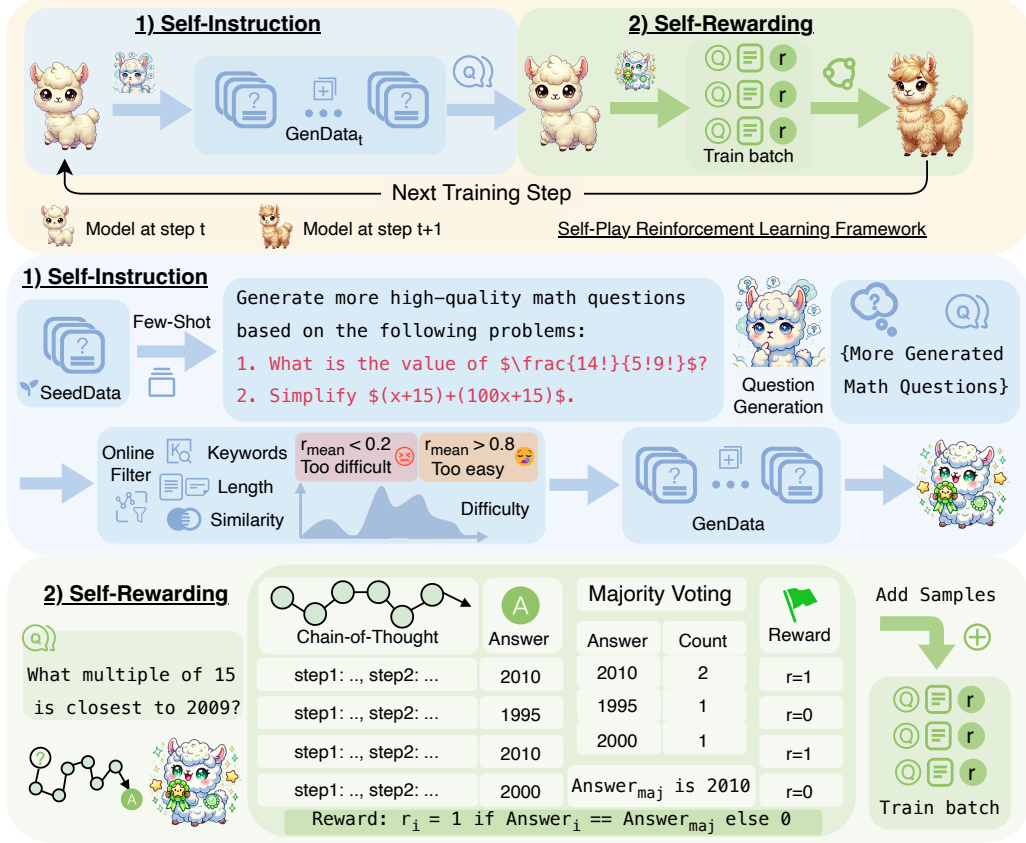 1) Self-Instruction
2) Self-Rewarding
?
?
GenData_t
Q
Q r
Q r
Q r
Train batch
Next Training Step
Model at step t
Model at step t+1
Self-Play Reinforcement Learning Framework
1) Self-Instruction
?
SeedData
Few-Shot
Generate more high-quality math questions
based on the following problems:
1. What is the value of $\frac{14!}{5!9!}$?
2. Simplify $(x+15)+(100x+15)$.
Question
Generation
?
Q
{More Generated
Math Questions}
Online
Filter
K
Keywords
Length
Similarity
r_mean < 0.2
Too difficult
r_mean > 0.8
Too easy
Difficulty
?
?
GenData
2) Self-Rewarding
Q
What multiple of 15
is closest to 2009?
?
A
Chain-of-Thought
A
Answer
Majority Voting
Reward
Answer Count
step1: .., step2: ... 2010 2010 2 r=1
step1: .., step2: ... 1995 1995 1 r=0
step1: .., step2: ... 2010 2000 1 r=1
step1: .., step2: ... 2000 Answer_maj is 2010 r=0
Reward: r_i = 1 if Answer_i == Answer_maj else 0
Add Samples
Q r
Q r
Q r
Train batch